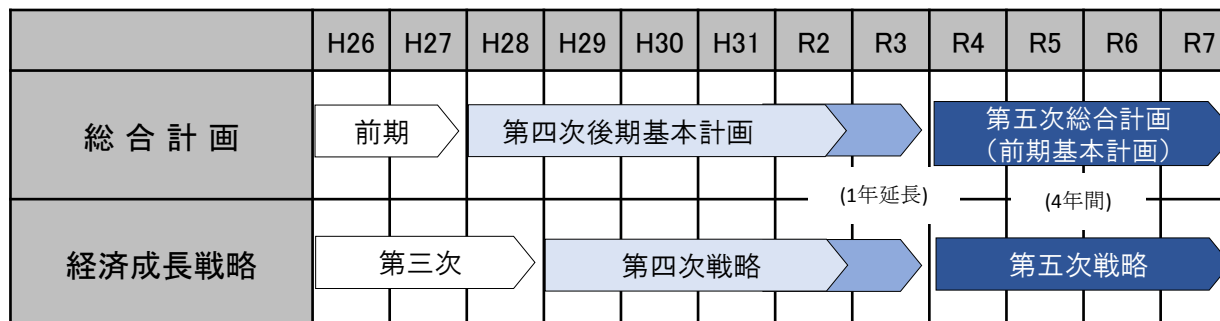 H26 H27 H28 H29 H30 H31 R2 R3 R4 R5 R6 R7
総合計画
前期
第四次後期基本計画
第五次総合計画
（前期基本計画）
(1年延長)
(4年間)
経済成長戦略
第三次
第四次戦略
第五次戦略